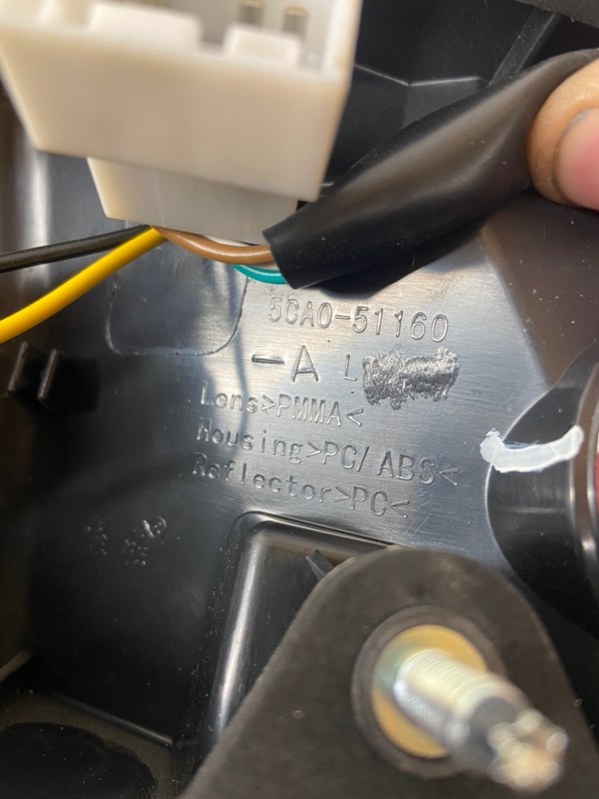 5CA0-51160
-A L
Lens>PMMA<
Housing>PC/ABS<
Reflector>PC<